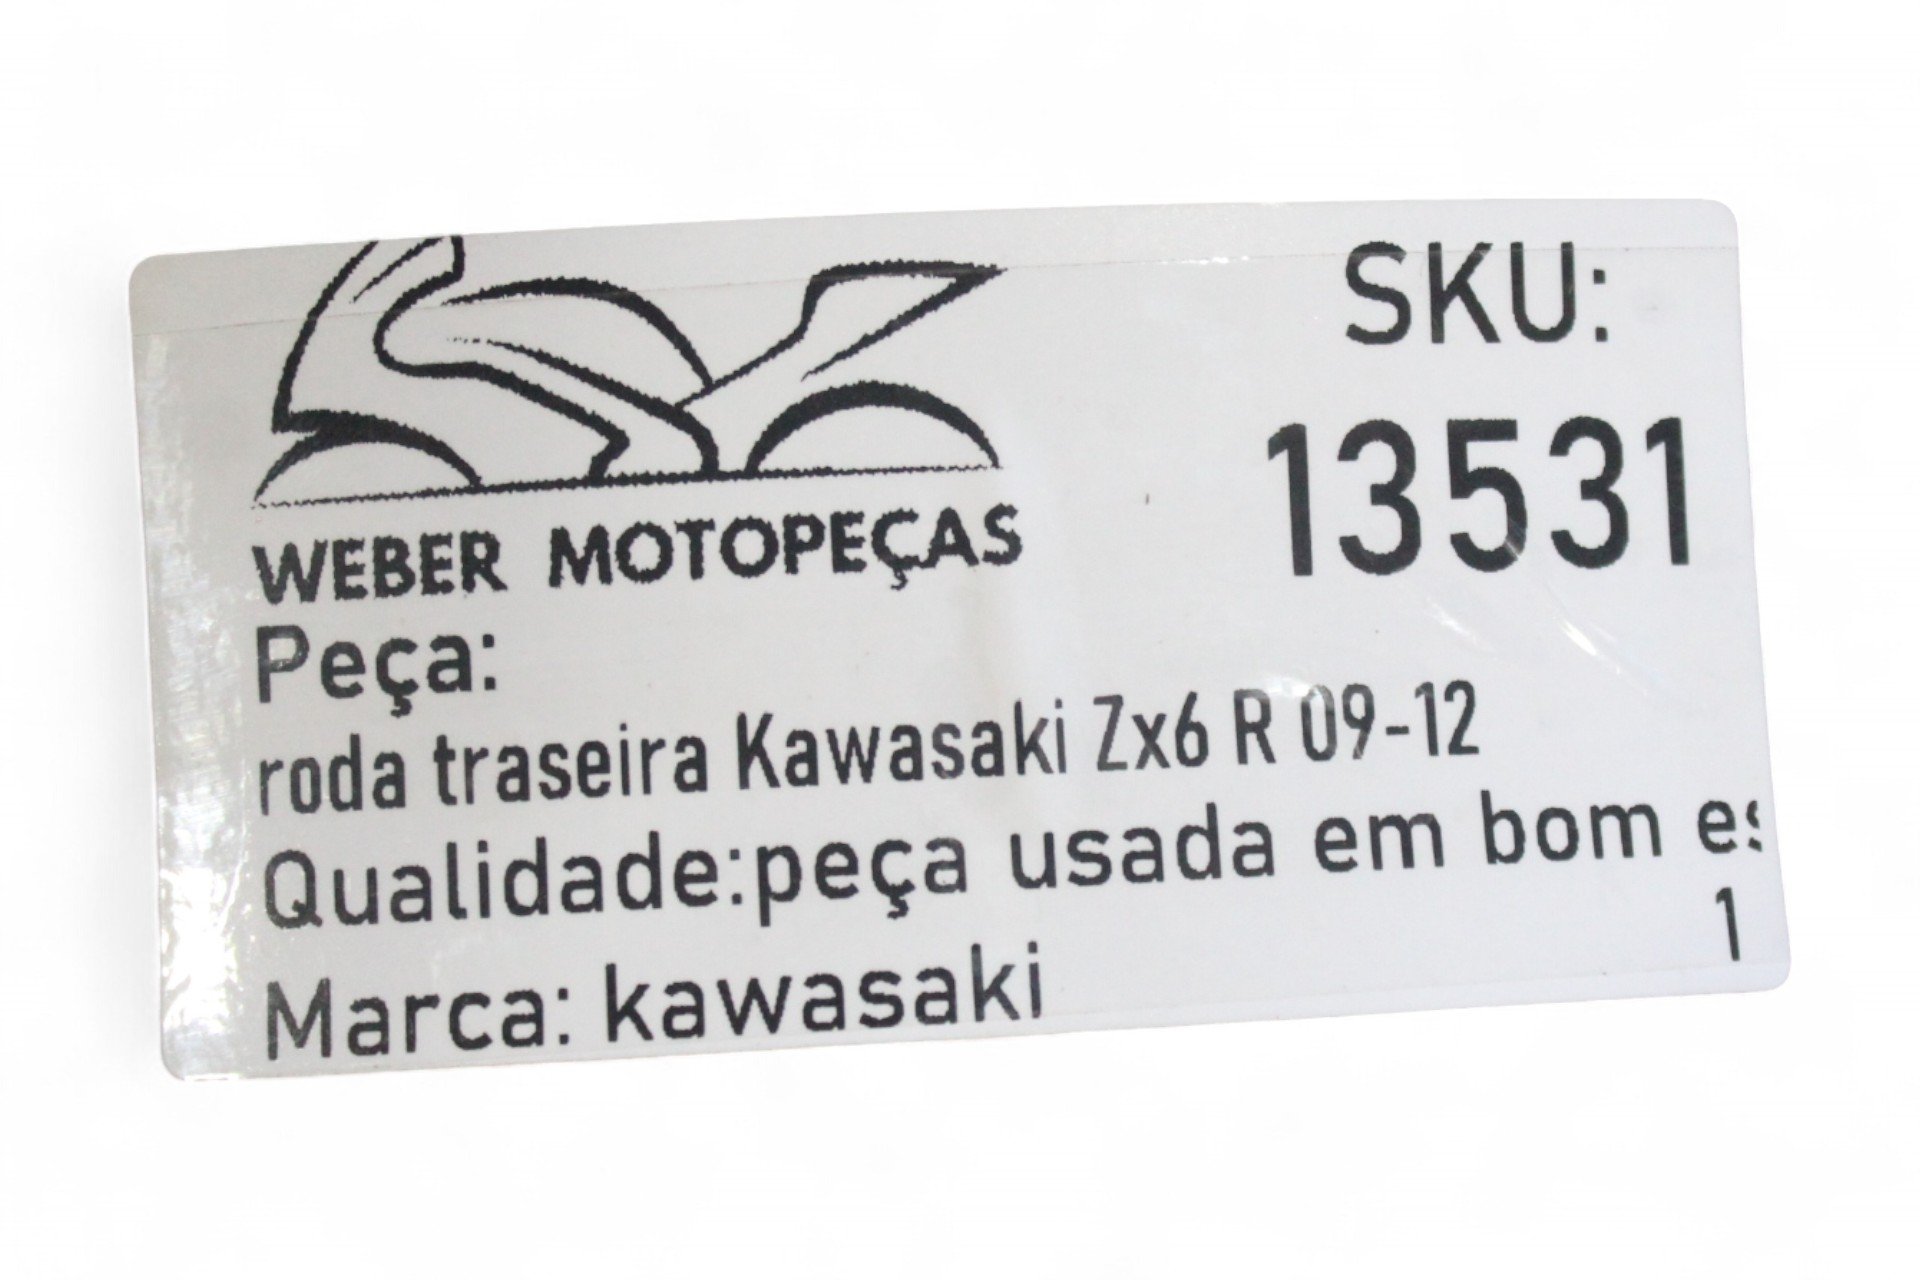 SKU:
13531
WEBER MOTOPEÇAS
Peça:
roda traseira Kawasaki Zx6 R 09-12
Qualidade:peça usada em bom es
1
Marca: kawasaki